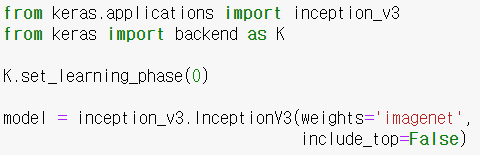 from keras.applications import inception_v3
from keras import backend as K
K.set_learning_phase(0)
model = inception_v3.InceptionV3(weights='imagenet',
include_top=False)